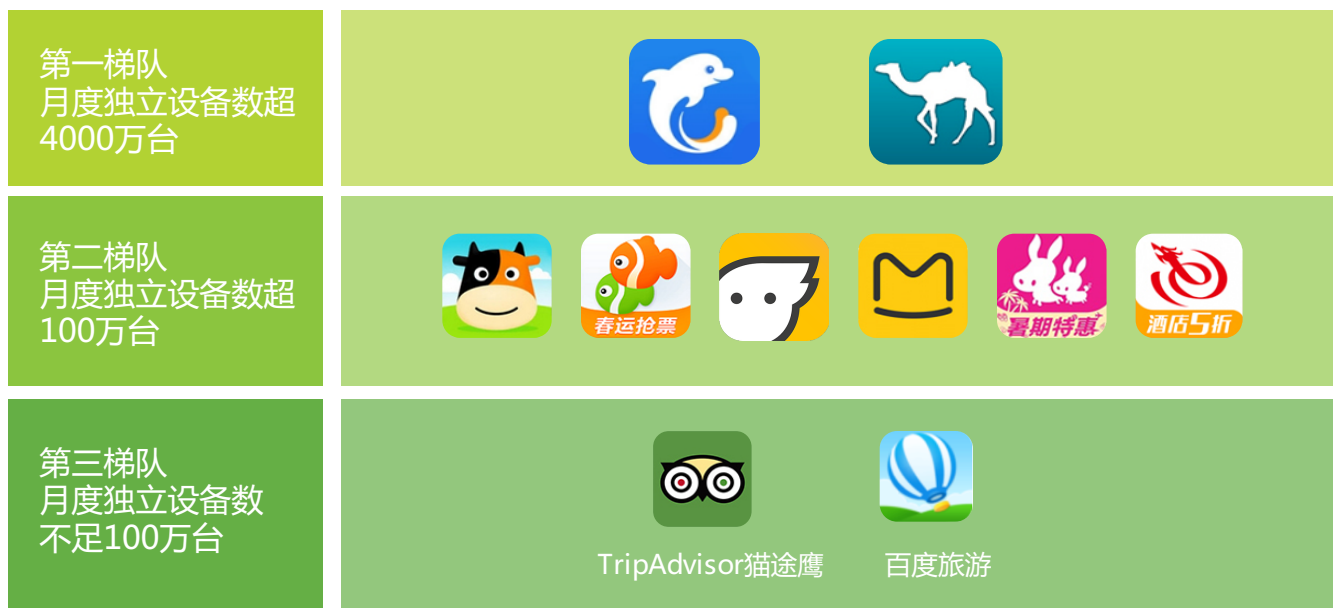 第一梯队
月度独立设备数超
4000万台
第二梯队
月度独立设备数超
100万台
春运抢票
暑期特惠
酒店5折
第三梯队
月度独立设备数
不足100万台
TripAdvisor猫途鹰
百度旅游